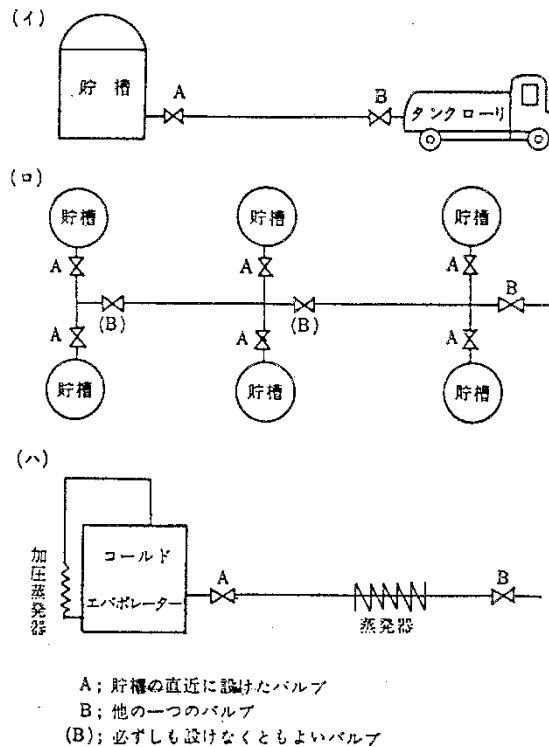 (イ)
貯槽
A
B
タンクローリ
(ロ)
貯槽
貯槽
貯槽
A
A
A
B
(B)
(B)
A
A
A
貯槽
貯槽
貯槽
(ハ)
加圧蒸発器
コールド
エバポレーター
A
B
蒸発器
A; 貯槽の直近に設けたバルブ
B; 他の一つのバルブ
(B); 必ずしも設けなくともよいバルブ